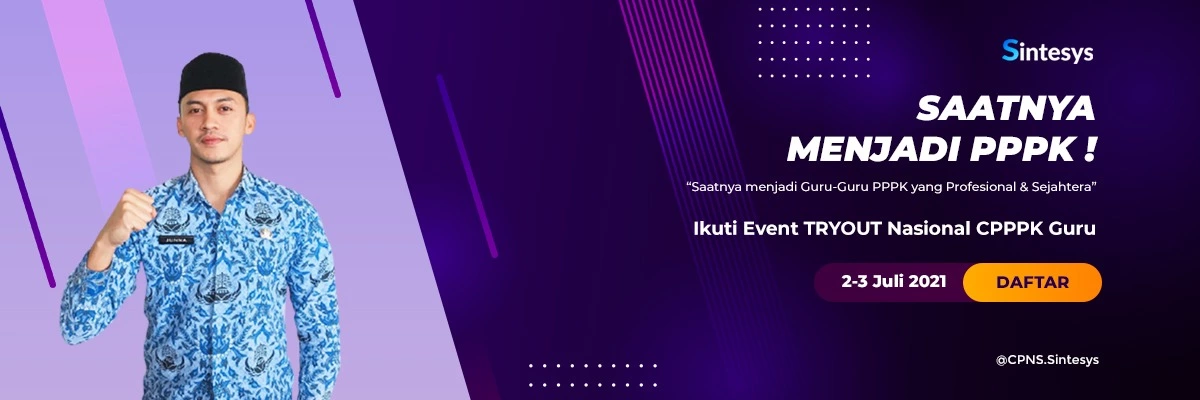 Sintesys
SAATNYA
MENJADI PPPK !
“Saatnya menjadi Guru-Guru PPPK yang Profesional & Sejahtera”
Ikuti Event TRYOUT Nasional CPPPK Guru
2-3 Juli 2021
DAFTAR
@CPNS.Sintesys